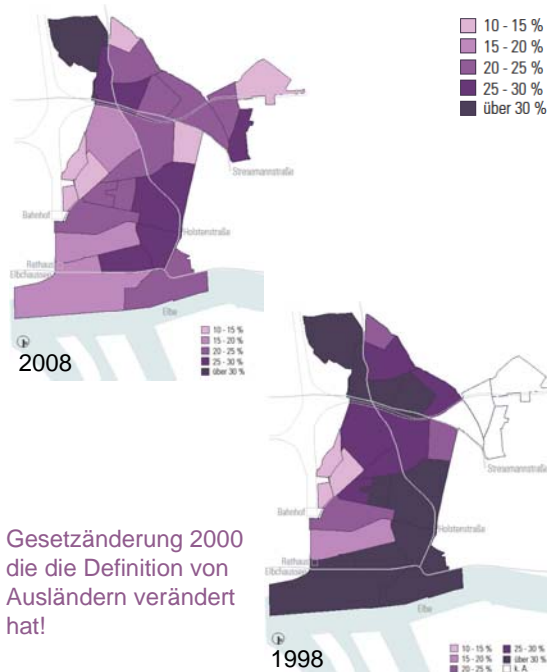 10 - 15 %
15 - 20 %
20 - 25 %
25 - 30 %
über 30 %
Stresemannstraße
Bahnhof
Holstenstraße
Rathaus
Elbchaussee
Elbe
10 - 15 %
15 - 20 %
20 - 25 %
25 - 30 %
über 30 %
2008
Stresemannstraße
Bahnhof
Holstenstraße
Rathaus
Elbchaussee
Elbe
Gesetzänderung 2000
die die Definition von
Ausländern verändert
hat!
1998
10 - 15 %
15 - 20 %
20 - 25 %
25 - 30 %
über 30 %
k. A.